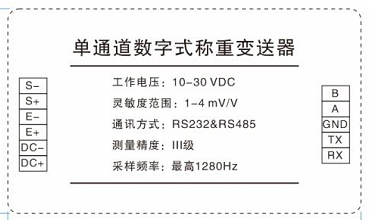 单通道数字式称重变送器
S-
S+
E-
E+
DC-
DC+
工作电压：10-30 VDC
灵敏度范围：1-4 mV/V
通讯方式：RS232&RS485
测量精度：III级
采样频率：最高1280Hz
B
A
GND
TX
RX